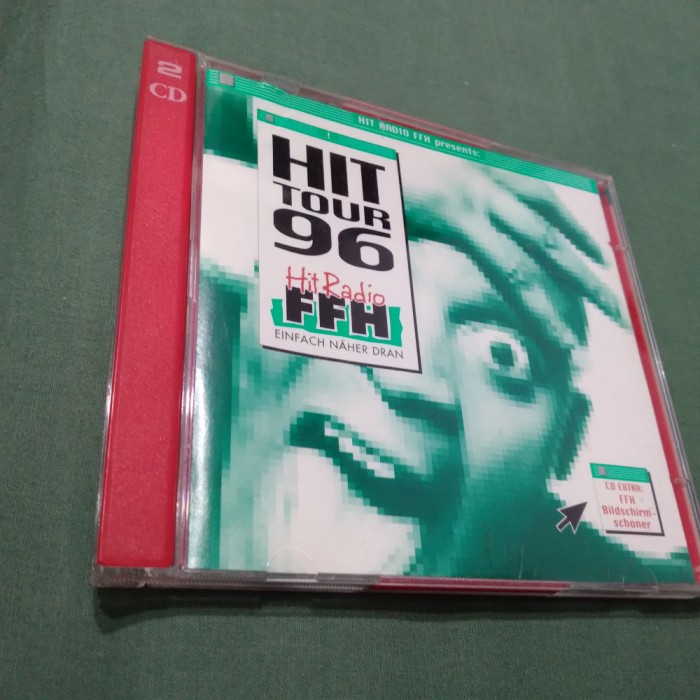 2
CD
HIT RADIO FFH presents:
1
HIT
TOUR
96
Hit Radio
FFH
EINFACH NÄHER DRAN
CD EXTRA:
FFH
Bildschirm-
schoner